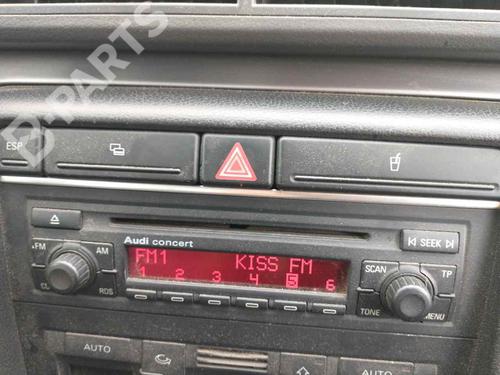 B-PARTS
ESP
Audi concert
SEEK
FM
AM
FM1
KISS FM
1 2 3 4 5 6
SCAN
TP
CL
RDS
TONE
MENU
AUTO
AUTO